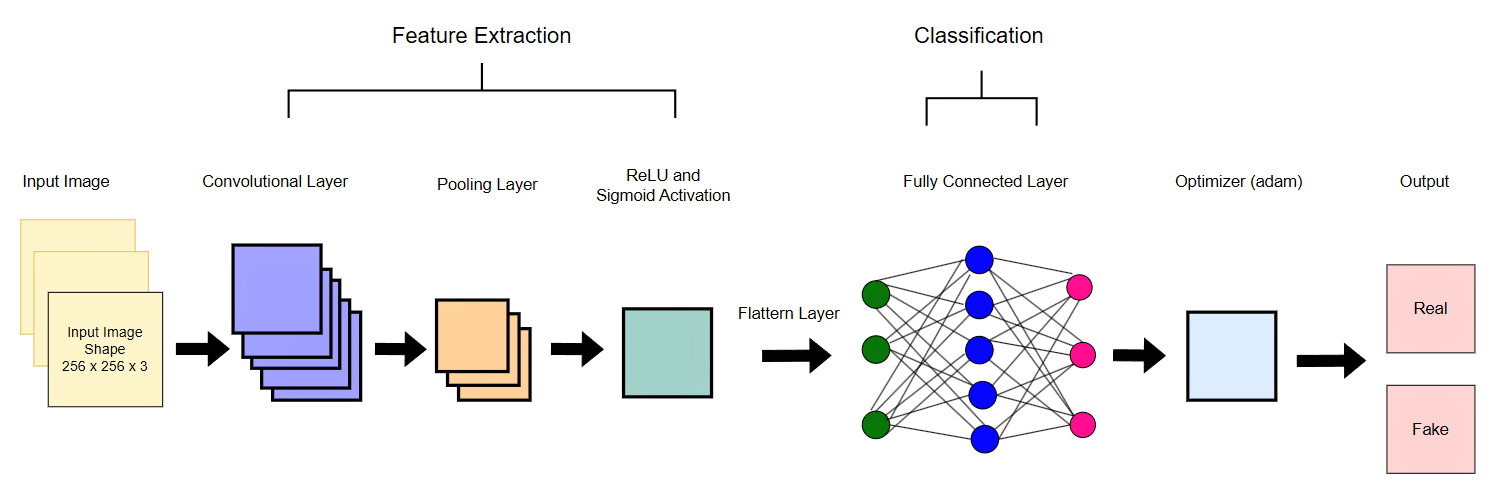 Feature Extraction
Classification
Input Image
Convolutional Layer
Pooling Layer
ReLU and
Sigmoid Activation
Fully Connected Layer
Optimizer (adam)
Output
Input Image
Shape
256 x 256 x 3
Flattern Layer
Real
Fake